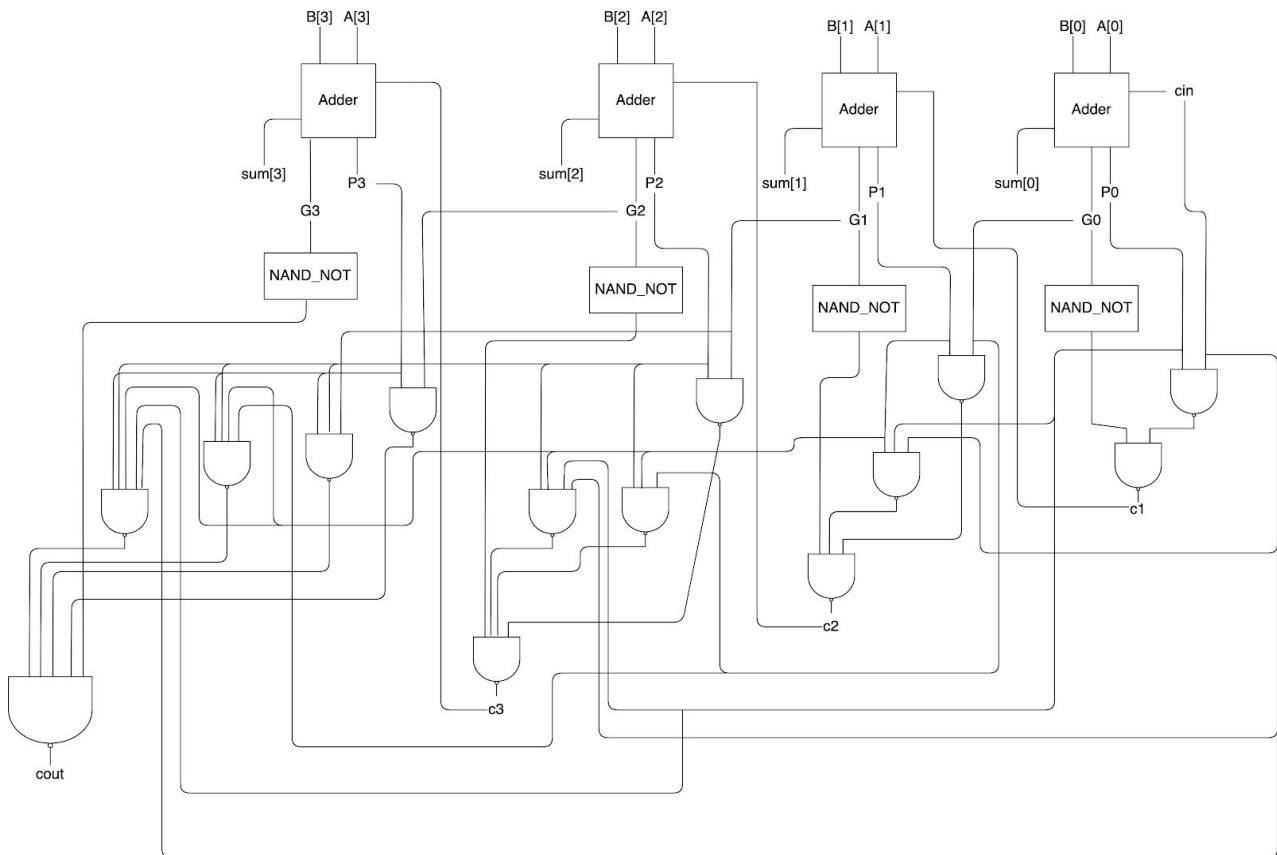 B[3] A[3]
B[2] A[2]
B[1] A[1]
B[0] A[0]
Adder
Adder
Adder
Adder
cin
sum[3]
P3
sum[2]
P2
sum[1]
P1
sum[0]
P0
G3
G2
G1
G0
NAND_NOT
NAND_NOT
NAND_NOT
NAND_NOT
c1
c2
c3
cout